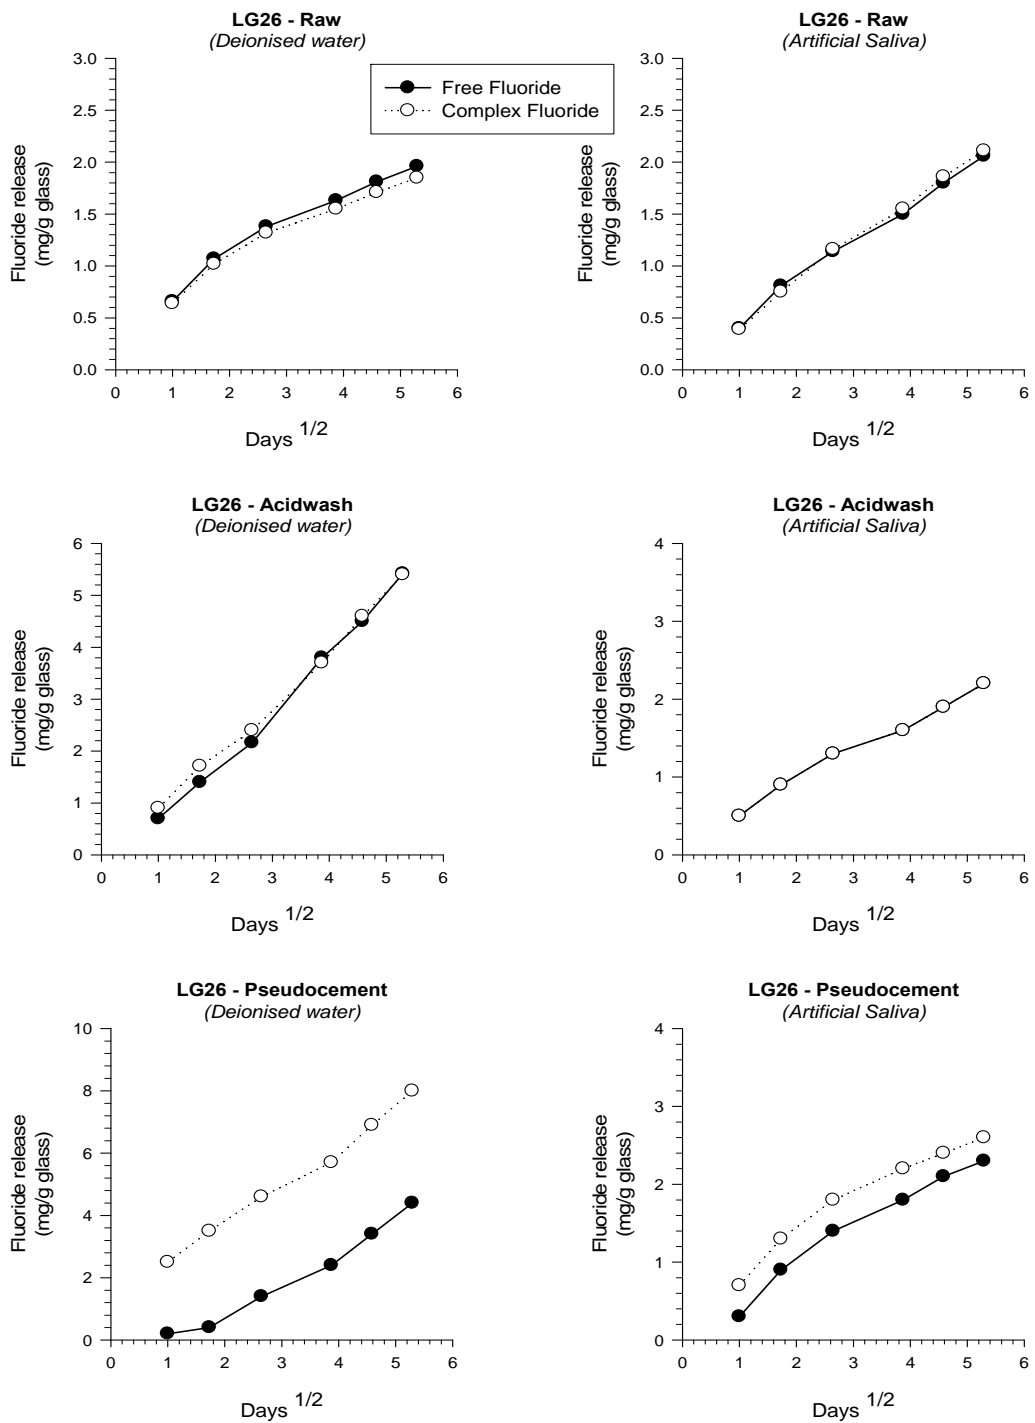 LG26 - Raw
(Deionised water)
3.0
2.5
2.0
1.5
1.0
0.5
0.0
Fluoride release
(mg/g glass)
0 1 2 3 4 5 6
Days 1/2
Free Fluoride
Complex Fluoride
LG26 - Raw
(Artificial Saliva)
3.0
2.5
2.0
1.5
1.0
0.5
0.0
Fluoride release
(mg/g glass)
0 1 2 3 4 5 6
Days 1/2
LG26 - Acidwash
(Deionised water)
6
5
4
3
2
1
0
Fluoride release
(mg/g glass)
0 1 2 3 4 5 6
Days 1/2
LG26 - Acidwash
(Artificial Saliva)
4
3
2
1
0
Fluoride release
(mg/g glass)
0 1 2 3 4 5 6
Days 1/2
LG26 - Pseudocement
(Deionised water)
10
8
6
4
2
0
Fluoride release
(mg/g glass)
0 1 2 3 4 5 6
Days 1/2
LG26 - Pseudocement
(Artificial Saliva)
4
3
2
1
0
Fluoride release
(mg/g glass)
0 1 2 3 4 5 6
Days 1/2